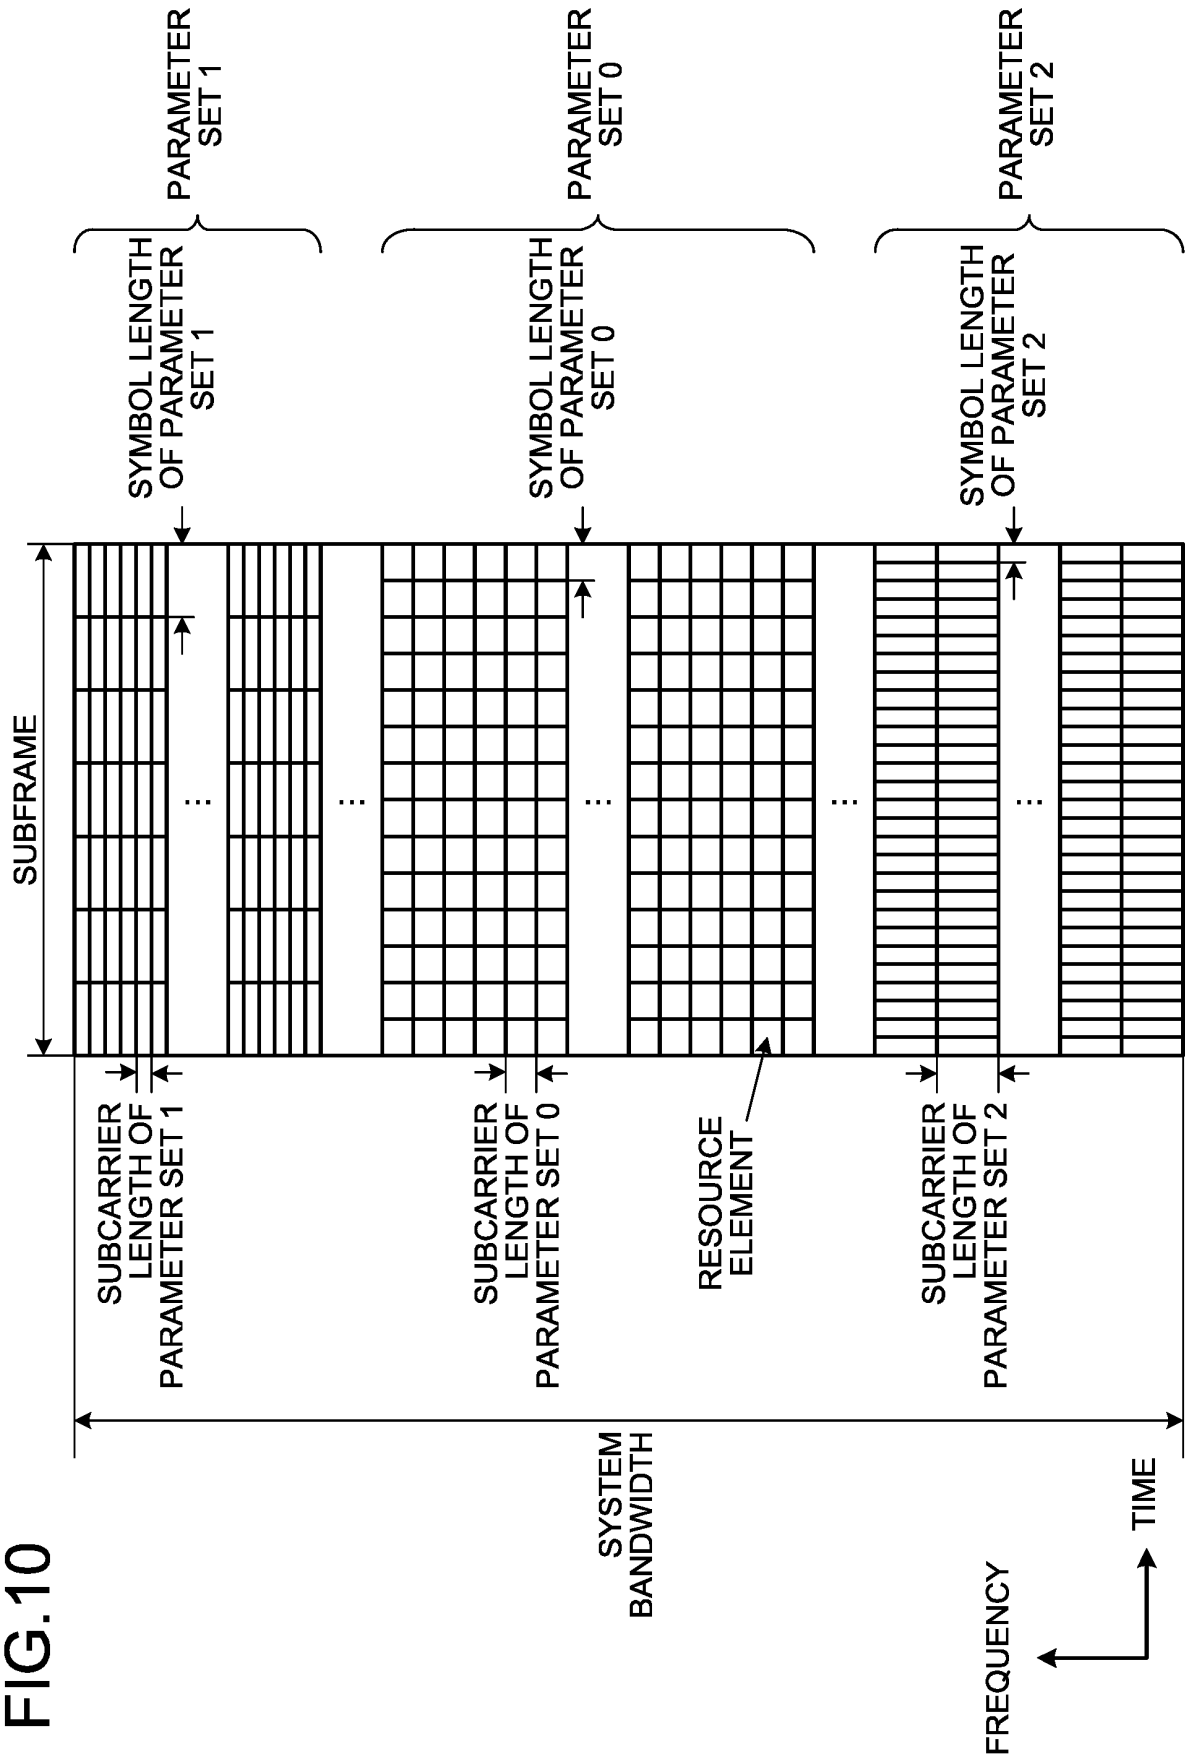 FIG.10
SUBFRAME
SUBCARRIER
LENGTH OF
PARAMETER SET 1
SYMBOL LENGTH
OF PARAMETER
SET 1
PARAMETER
SET 1
...
...
SYSTEM
BANDWIDTH
SUBCARRIER
LENGTH OF
PARAMETER SET 0
SYMBOL LENGTH
OF PARAMETER
SET 0
PARAMETER
SET 0
...
RESOURCE
ELEMENT
...
SUBCARRIER
LENGTH OF
PARAMETER SET 2
SYMBOL LENGTH
OF PARAMETER
SET 2
PARAMETER
SET 2
...
FREQUENCY
TIME